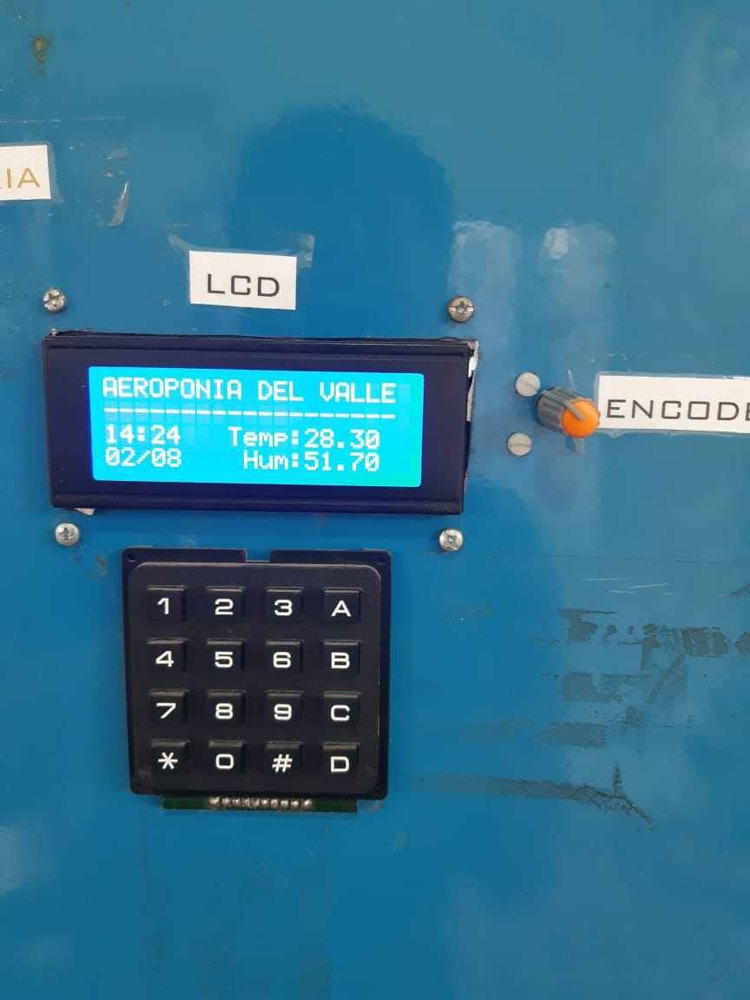 IA
LCD
AEROPONIA DEL VALLE
-------------------
14:24 Temp:28.30
02/08 Hum:51.70
ENCODE
1 2 3 A
4 5 6 B
7 8 9 C
* 0 # D